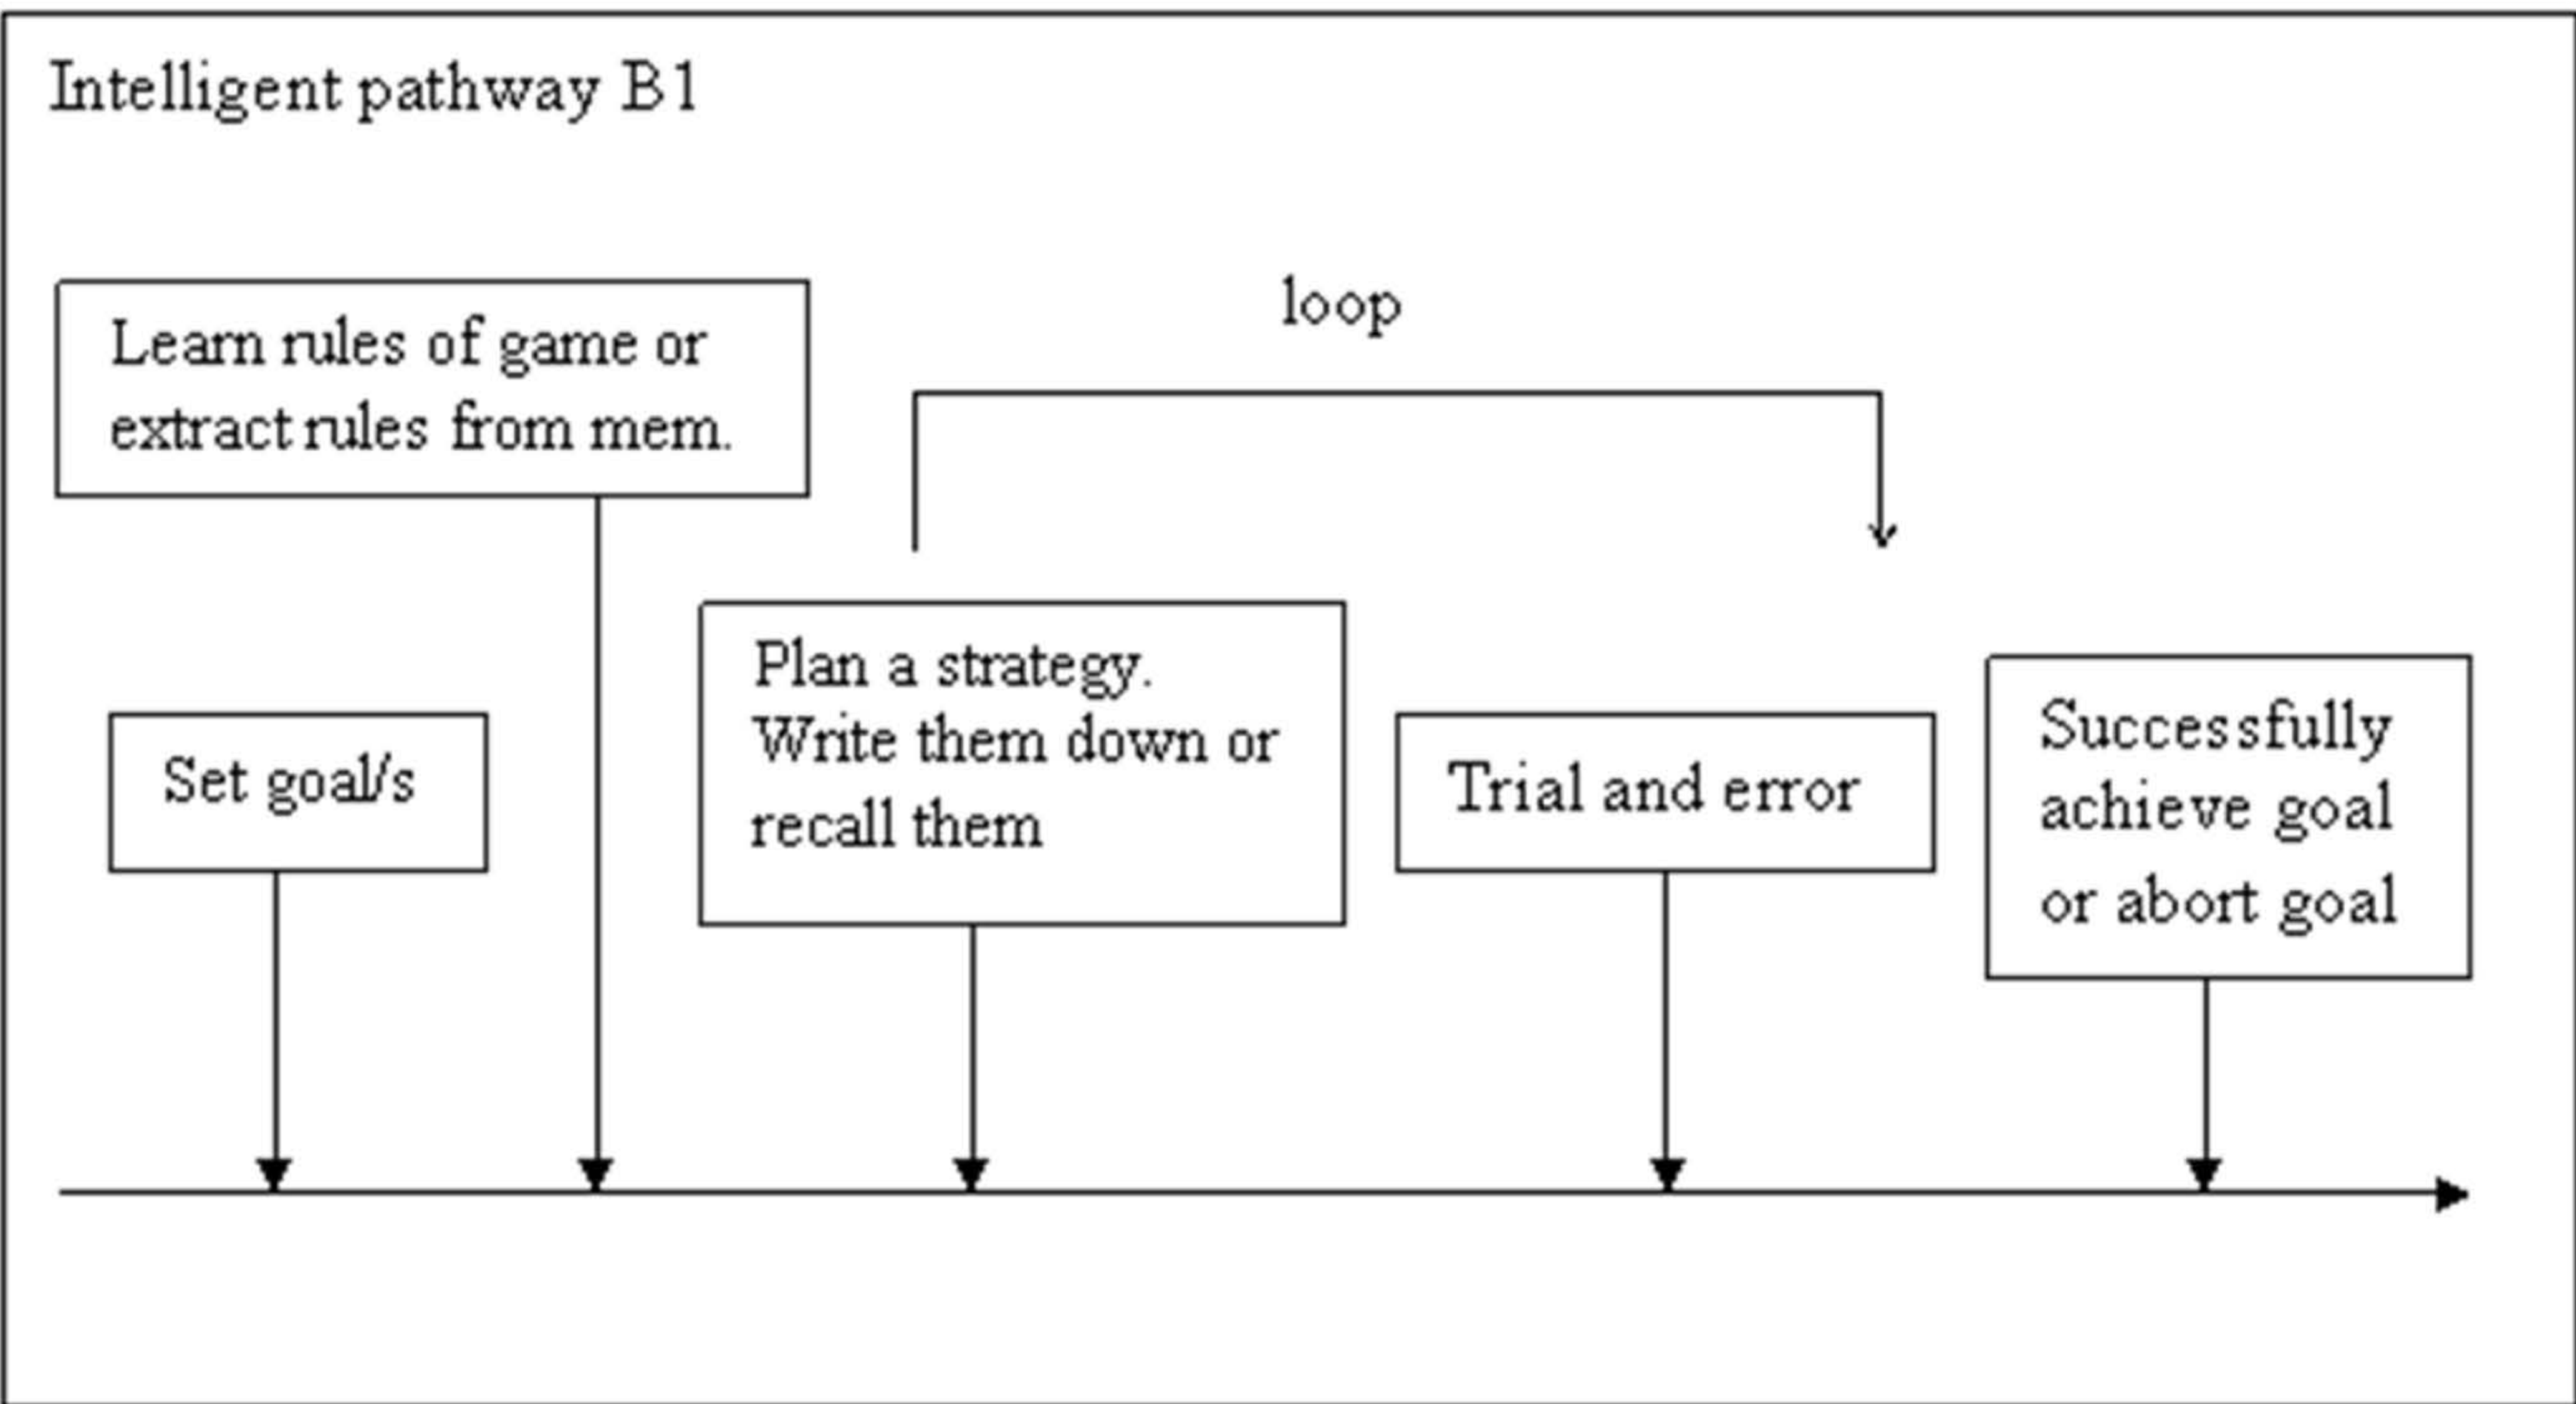 Intelligent pathway B1
loop
Learn rules of game or
extract rules from mem.
Plan a strategy.
Write them down or
recall them
Set goal/s
Trial and error
Successfully
achieve goal
or abort goal